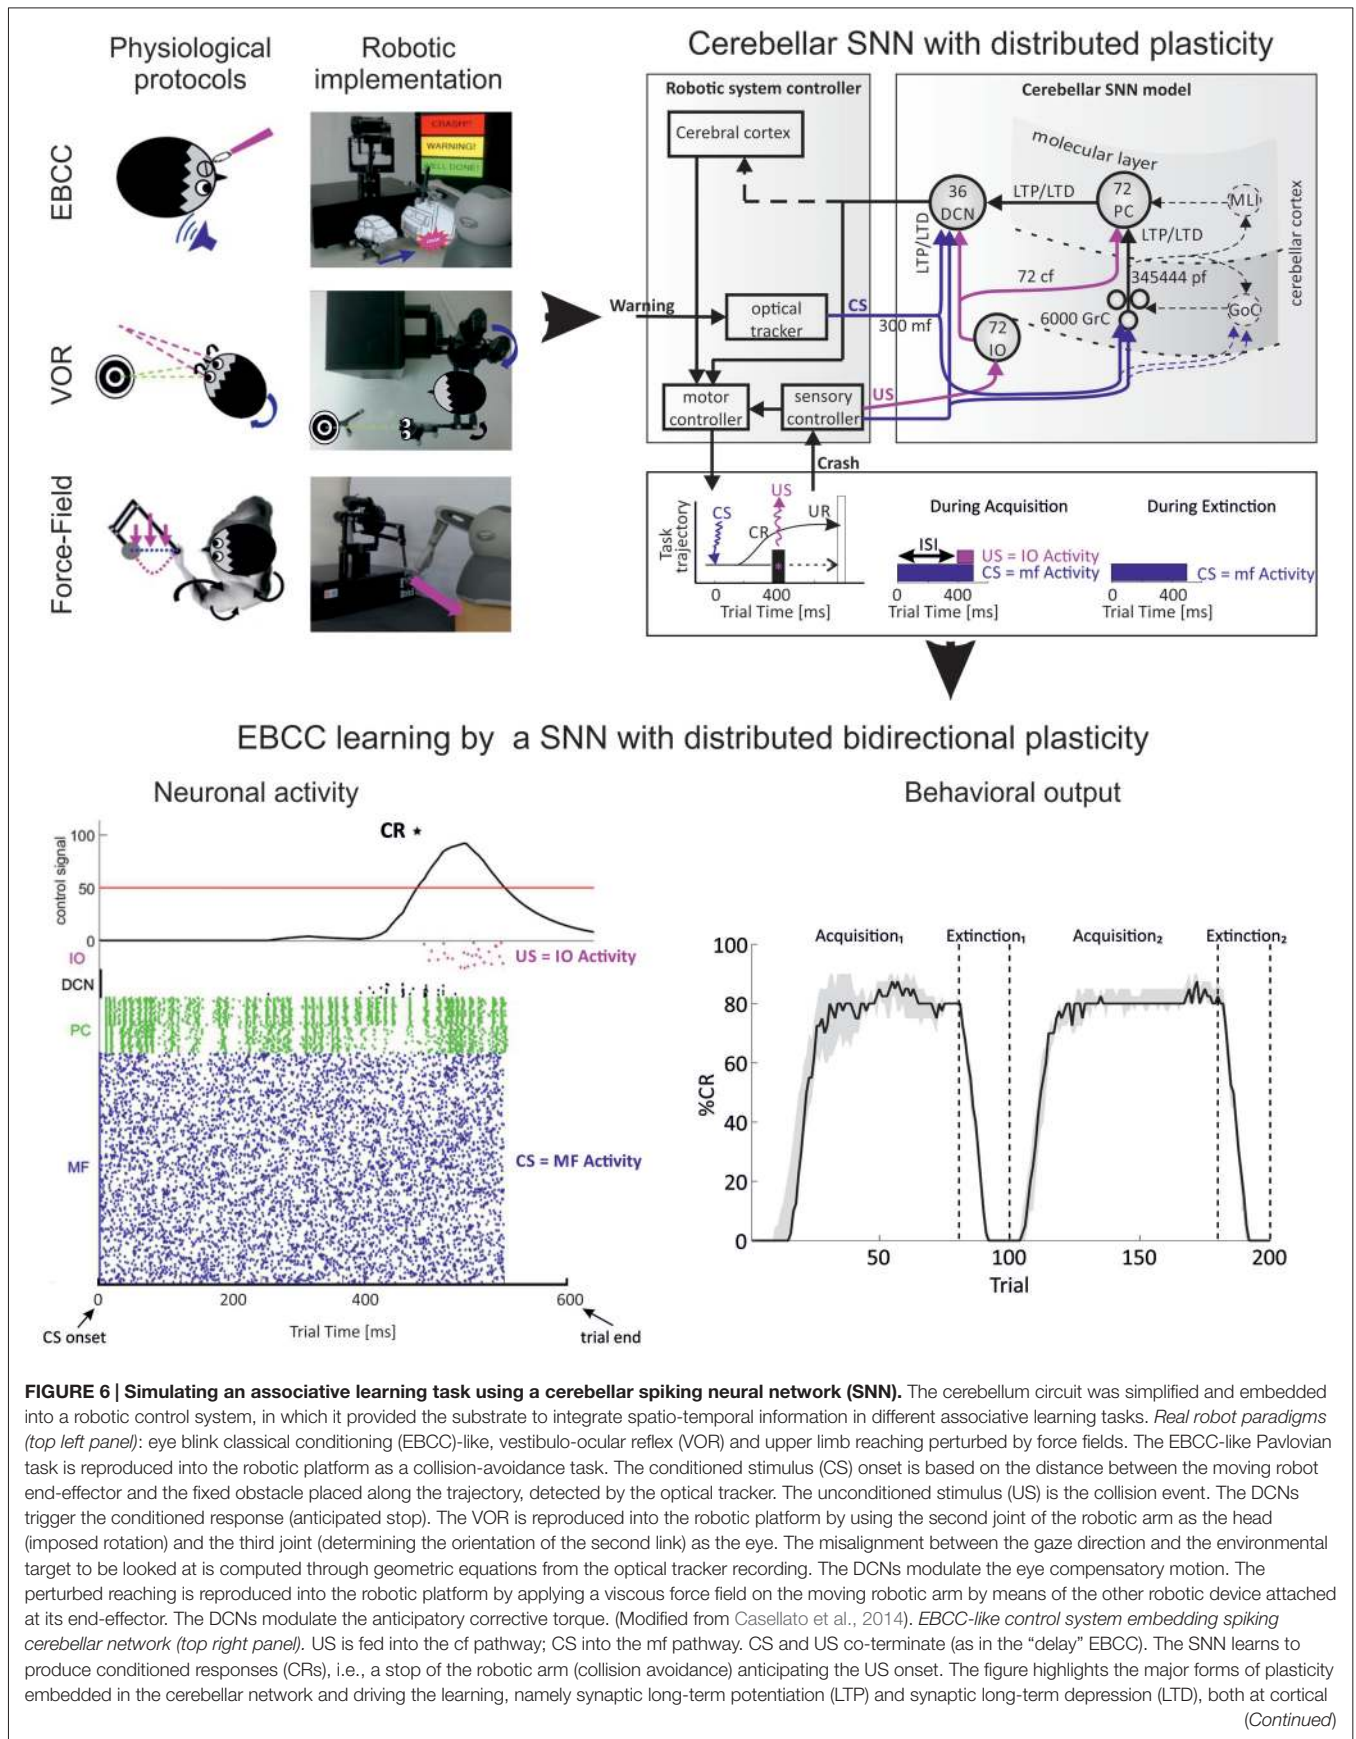 Physiological
protocols
Robotic
implementation
Cerebellar SNN with distributed plasticity
EBCC
VOR
Force-Field
CRASH!!
WARNING!
WELL DONE!
Robotic system controller
Cerebral cortex
Warning
optical
tracker
CS
motor
controller
sensory
controller
US
Crash
Cerebellar SNN model
molecular layer
cerebellar cortex
36
DCN
LTP/LTD
72
PC
MLI
LTP/LTD
LTP/LTD
72 cf
345444 pf
300 mf
72
IO
6000 GrC
GoC
Task
trajectory
CS
US
CR
UR
0
400
Trial Time [ms]
During Acquisition
ISI
US = IO Activity
CS = mf Activity
0
400
Trial Time [ms]
During Extinction
CS = mf Activity
0
400
Trial Time [ms]
EBCC learning by a SNN with distributed bidirectional plasticity
Neuronal activity
control signal
100
50
0
CR
IO
US = IO Activity
DCN
PC
MF
CS = MF Activity
0
200
400
600
CS onset
Trial Time [ms]
trial end
Behavioral output
%CR
100
80
60
40
20
0
Acquisition₁
Extinction₁
Acquisition₂
Extinction₂
50
100
150
200
Trial
FIGURE 6 | Simulating an associative learning task using a cerebellar spiking neural network (SNN). The cerebellum circuit was simplified and embedded
into a robotic control system, in which it provided the substrate to integrate spatio-temporal information in different associative learning tasks. Real robot paradigms
(top left panel): eye blink classical conditioning (EBCC)-like, vestibulo-ocular reflex (VOR) and upper limb reaching perturbed by force fields. The EBCC-like Pavlovian
task is reproduced into the robotic platform as a collision-avoidance task. The conditioned stimulus (CS) onset is based on the distance between the moving robot
end-effector and the fixed obstacle placed along the trajectory, detected by the optical tracker. The unconditioned stimulus (US) is the collision event. The DCNs
trigger the conditioned response (anticipated stop). The VOR is reproduced into the robotic platform by using the second joint of the robotic arm as the head
(imposed rotation) and the third joint (determining the orientation of the second link) as the eye. The misalignment between the gaze direction and the environmental
target to be looked at is computed through geometric equations from the optical tracker recording. The DCNs modulate the eye compensatory motion. The
perturbed reaching is reproduced into the robotic platform by applying a viscous force field on the moving robotic arm by means of the other robotic device attached
at its end-effector. The DCNs modulate the anticipatory corrective torque. (Modified from Casellato et al., 2014). EBCC-like control system embedding spiking
cerebellar network (top right panel). US is fed into the cf pathway; CS into the mf pathway. CS and US co-terminate (as in the “delay” EBCC). The SNN learns to
produce conditioned responses (CRs), i.e., a stop of the robotic arm (collision avoidance) anticipating the US onset. The figure highlights the major forms of plasticity
embedded in the cerebellar network and driving the learning, namely synaptic long-term potentiation (LTP) and synaptic long-term depression (LTD), both at cortical
(Continued)